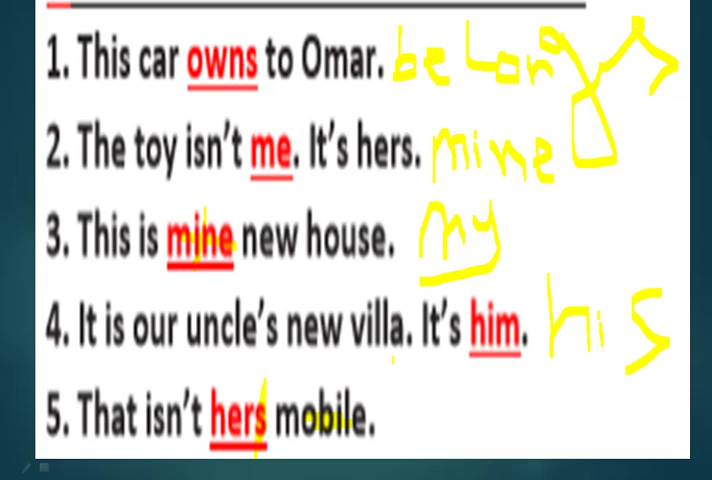 1. This car owns to Omar. belongs
2. The toy isn't me. It's hers. mine
3. This is mine new house. my
4. It is our uncle's new villa. It's him. his
5. That isn't hers mobile.